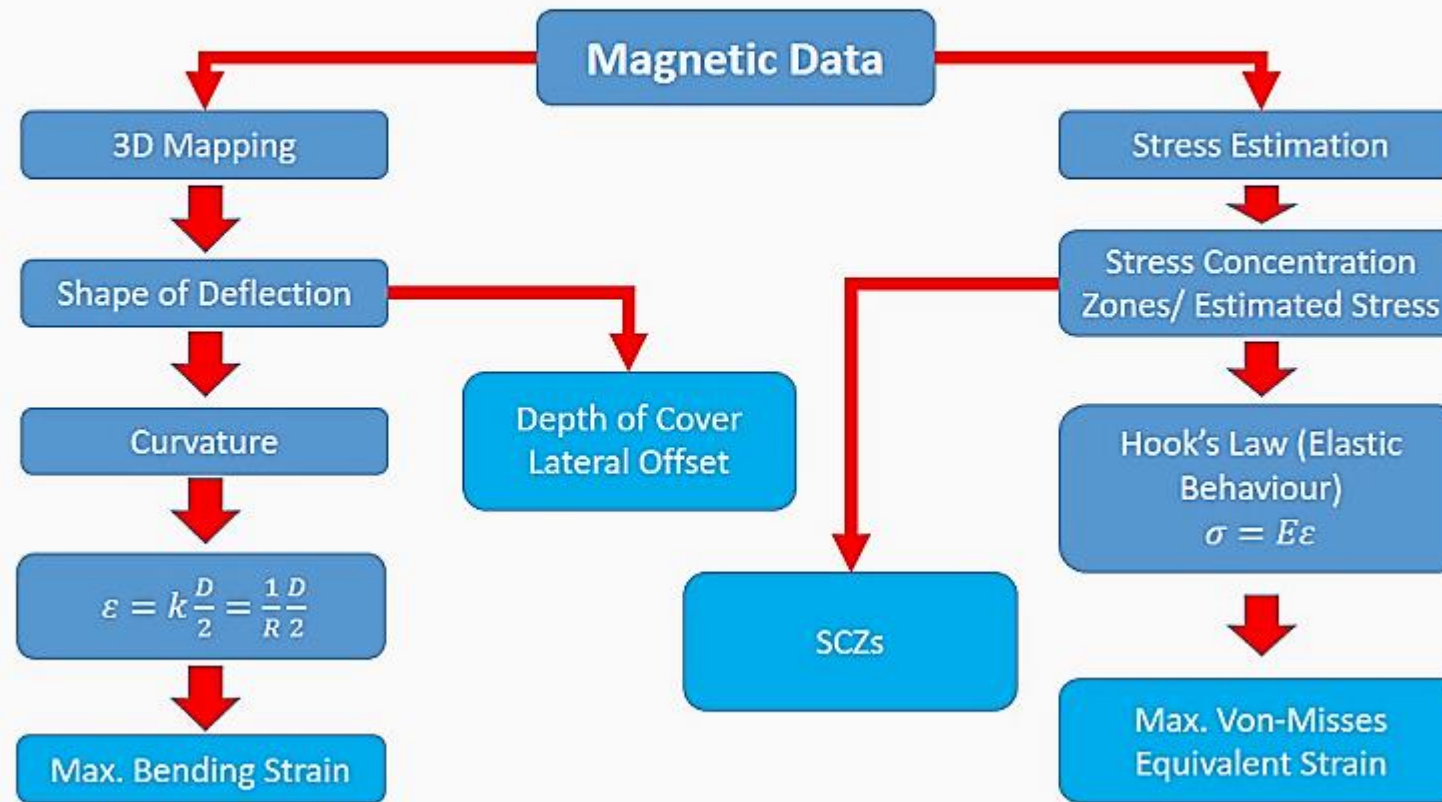 Magnetic Data
3D Mapping
Stress Estimation
Shape of Deflection
Stress Concentration
Zones/ Estimated Stress
Curvature
Depth of Cover
Lateral Offset
Hook's Law (Elastic
Behaviour)
σ = Eε
ε = k D/2 = 1/R D/2
SCZs
Max. Bending Strain
Max. Von-Misses
Equivalent Strain